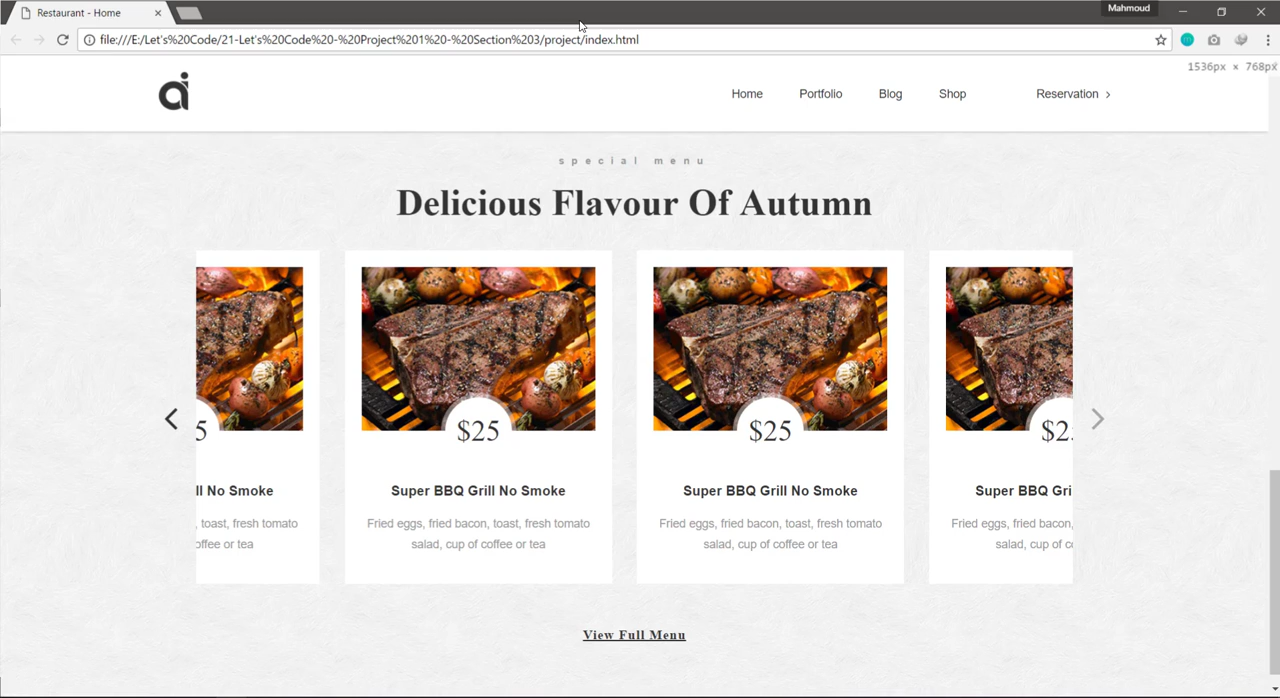 Restaurant - Home
Mahmoud
file:///E:/Let's%20Code/21-Let's%20Code%20-%20Project%201%20-%20Section%203/project/index.html
1536px × 768px
ai
Home Portfolio Blog Shop Reservation
special menu
Delicious Flavour Of Autumn
5 $25 $25 $2
ll No Smoke Super BBQ Grill No Smoke Super BBQ Grill No Smoke Super BBQ Gri
, toast, fresh tomato Fried eggs, fried bacon, toast, fresh tomato Fried eggs, fried bacon, toast, fresh tomato Fried eggs, fried bacon,
offee or tea salad, cup of coffee or tea salad, cup of coffee or tea salad, cup of c
View Full Menu